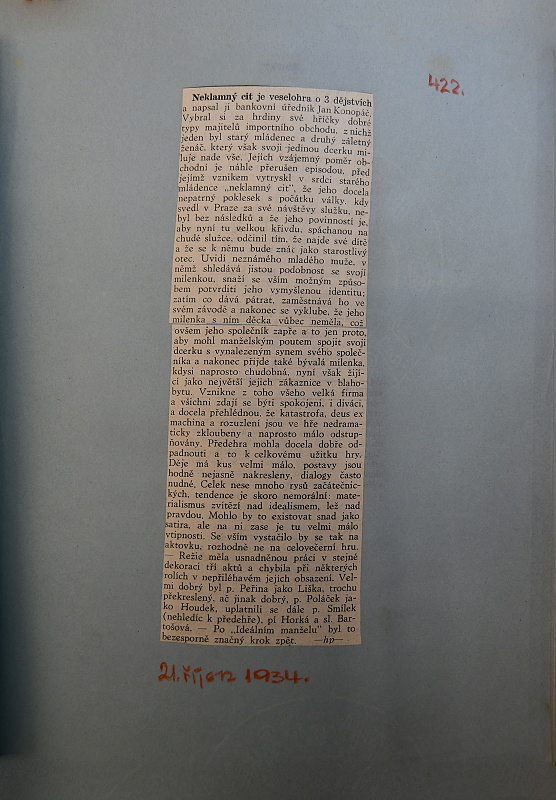 422.
Neklamný cit je veselohra o 3 dějstvích
a napsal ji bankovní úředník Jan Konopáč.
Vybral si za hrdiny své hříčky dobré
typy majitelů importního obchodu, z nichž
jeden byl starý mládenec a druhý záletný
ženáč, který však svoji jedinou dcerku mi-
luje nade vše. Jejich vzájemný poměr ob-
chodní je náhle přerušen episodou, před
jejímž vznikem vytryskl v srdci starého
mládence „neklamný cit", že jeho docela
nepatrný poklesek s počátku války, kdy
svedl v Praze za své návštěvy služku, ne-
byl bez následků a že jeho povinností je,
aby nyní tu velkou křivdu, spáchanou na
chudé služce, odčinil tím, že najde své dítě
a že se k němu bude znát jako starostlivý
otec. Uvidí neznámého mladého muže, v
němž shledává jistou podobnost se svojí
milenkou, snaží se vším možným způso-
bem potvrditi jeho vymyšlenou identitu;
zatím co dává pátrat, zaměstnává ho ve
svém závodě a nakonec se vyklube, že jeho
milenka s ním děcka vůbec neměla, což
ovšem jeho společník zapře a to jen proto,
aby mohl manželským poutem spojit svoji
dcerku s vynalezeným synem svého společ-
níka a nakonec přijde také bývalá milenka,
kdysi naprosto chudobná, nyní však žijí-
cí jako největší jejich zákaznice v blaho-
bytu. Vznikne z toho všeho velká firma
a všichni zdají se býti spokojeni, i diváci,
a docela přehlédnou, že katastrofa, deus ex
machina a rozuzlení jsou ve hře nedrama-
ticky zkloubeny a naprosto málo odstup-
ňovány. Předehra mohla docela dobře od-
padnouti a to k celkovému užitku hry.
Děje má kus velmi málo, postavy jsou
hodně nejasně nakresleny, dialogy často
nudné. Celek nese mnoho rysů začátečnic-
kých, tendence je skoro nemorální: mate-
rialismus zvítězí nad idealismem, lež nad
pravdou. Mohlo by to existovat snad jako
satira, ale na ni zase je tu velmi málo
vtipnosti. Se vším vystačilo by se tak na
aktovku, rozhodně ne na celovečerní hru.
— Režie měla usnadněnou práci v stejné
dekoraci tří aktů a chybila při některých
rolích v nepřiléhavém jejich obsazení. Vel-
mi dobrý byl p. Peřina jako Liška, trochu
překreslený, ač jinak dobrý, p. Poláček ja-
ko Houdek, uplatnili se dále p. Smílek
(nehledíc k předehře), pí Horká a sl. Bar-
tošová. — Po „Ideálním manželu" byl to
bezesporně značný krok zpět. —hp—
21. říjen 1934.